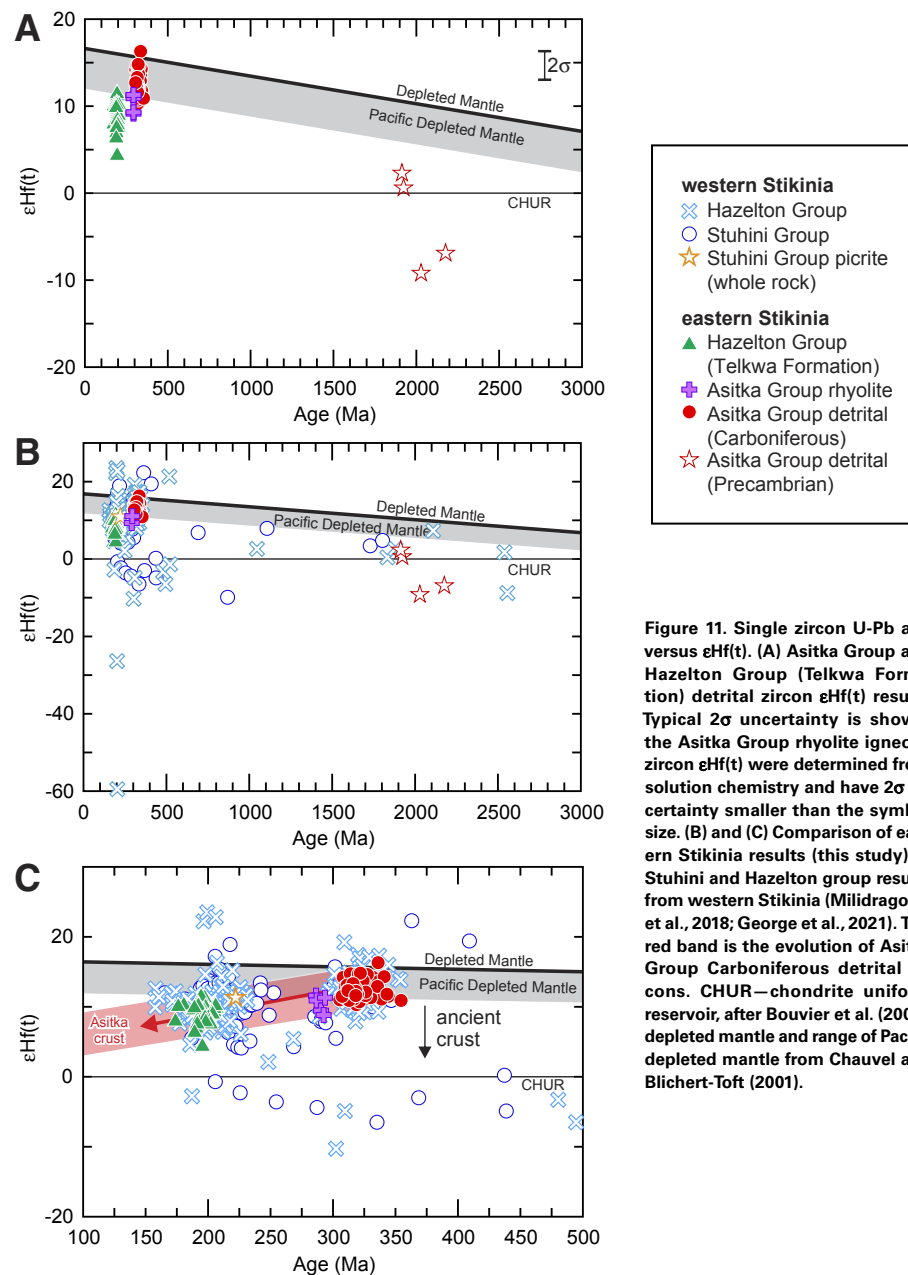 A
20
10
0
-10
-20
εHf(t)
2σ
Depleted Mantle
Pacific Depleted Mantle
CHUR
0
500
1000
1500
2000
2500
3000
Age (Ma)
western Stikinia
Hazelton Group
Stuhini Group
Stuhini Group picrite
(whole rock)
eastern Stikinia
Hazelton Group
(Telkwa Formation)
Asitka Group rhyolite
Asitka Group detrital
(Carboniferous)
Asitka Group detrital
(Precambrian)
B
20
0
-20
-40
-60
εHf(t)
Depleted Mantle
Pacific Depleted Mantle
CHUR
0
500
1000
1500
2000
2500
3000
Age (Ma)
C
20
0
-20
εHf(t)
Depleted Mantle
Pacific Depleted Mantle
Asitka
crust
ancient
crust
CHUR
100
150
200
250
300
350
400
450
500
Age (Ma)
Figure 11. Single zircon U-Pb a
versus εHf(t). (A) Asitka Group a
Hazelton Group (Telkwa Form
tion) detrital zircon εHf(t) resu
Typical 2σ uncertainty is show
the Asitka Group rhyolite igneo
zircon εHf(t) were determined fro
solution chemistry and have 2σ
certainty smaller than the symb
size. (B) and (C) Comparison of ea
ern Stikinia results (this study)
Stuhini and Hazelton group resu
from western Stikinia (Milidrago
et al., 2018; George et al., 2021). T
red band is the evolution of Asit
Group Carboniferous detrital
cons. CHUR—chondrite unifor
reservoir, after Bouvier et al. (200
depleted mantle and range of Pac
depleted mantle from Chauvel a
Blichert-Toft (2001).